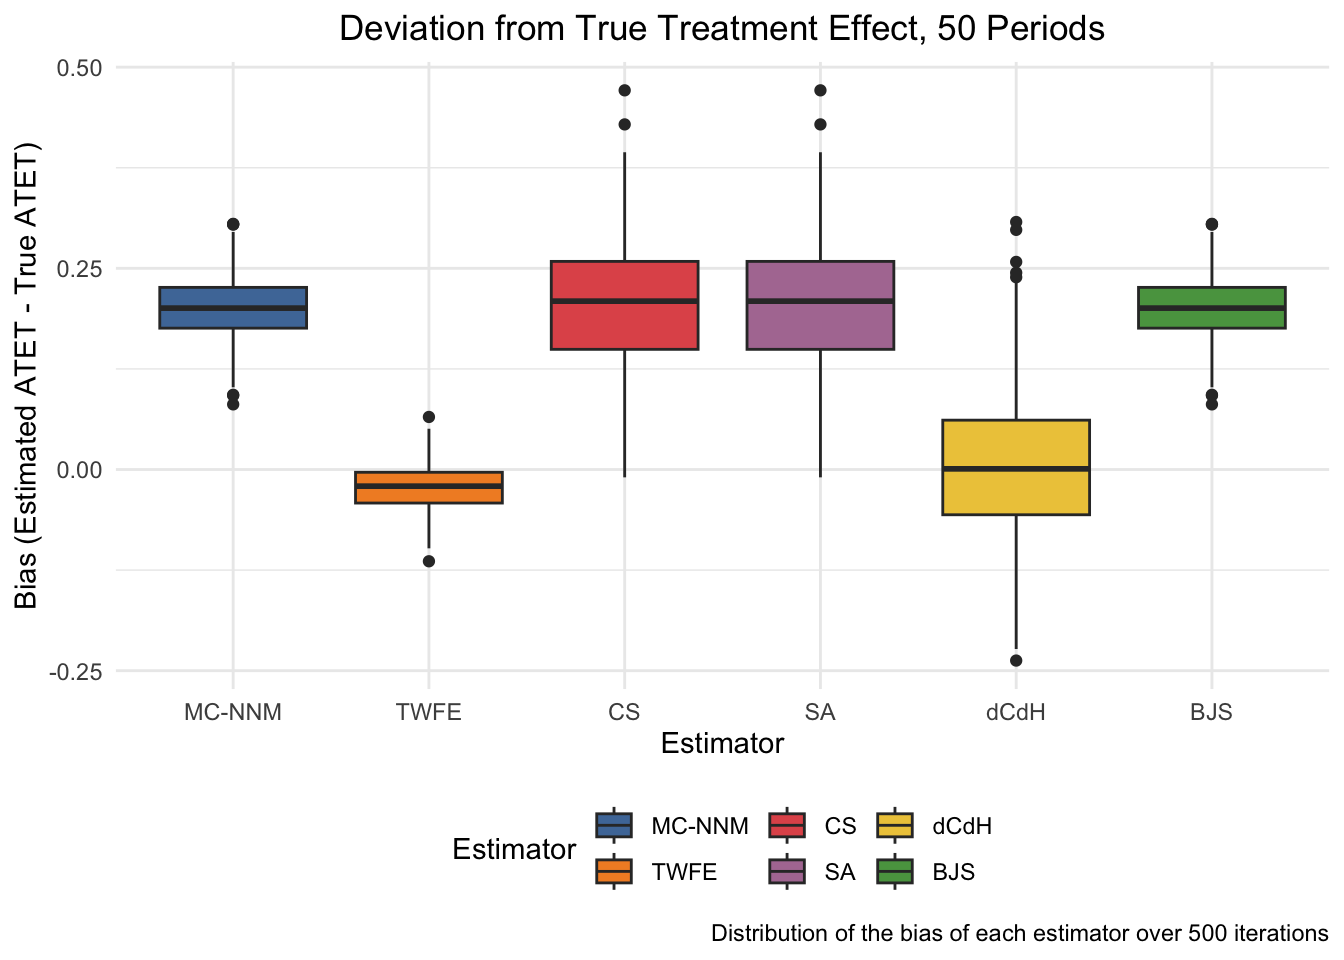 Deviation from True Treatment Effect, 50 Periods
Bias (Estimated ATET - True ATET)
0.50
0.25
0.00
-0.25
MC-NNM TWFE CS SA dCdH BJS
Estimator
Estimator
MC-NNM CS dCdH
TWFE SA BJS
Distribution of the bias of each estimator over 500 iterations